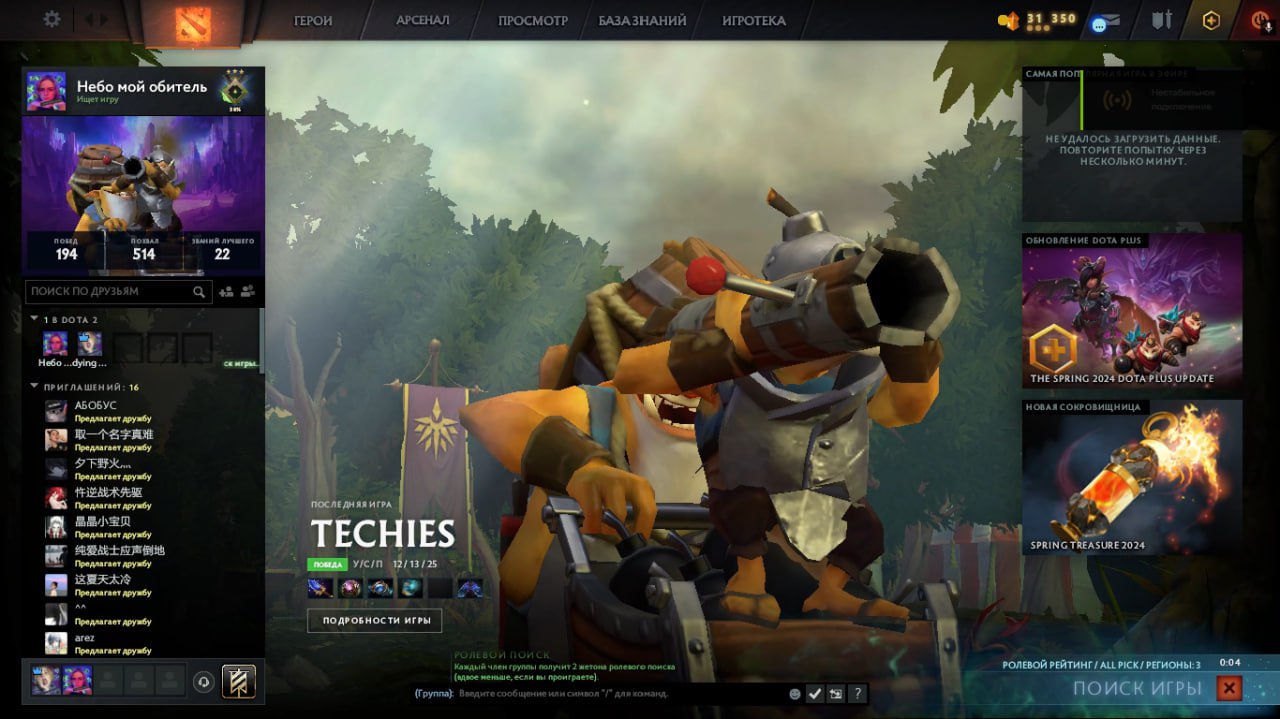 ГЕРОИ
АРСЕНАЛ
ПРОСМОТР
БАЗА ЗНАНИЙ
ИГРОТЕКА
31 350
Небо мой обитель
Ищет игру
ПОБЕД
ПОХВАЛ
ЗВАНИЙ ЛУЧШЕГО
194
514
22
ПОИСК ПО ДРУЗЬЯМ
1 В DOTA 2
Небо ...dying ...
ск игры...
ПРИГЛАШЕНИЙ: 16
АБОБУС
Предлагает дружбу
取一个名字真难
Предлагает дружбу
夕下野火灬
Предлагает дружбу
忤逆战术先驱
Предлагает дружбу
晶晶小宝贝
Предлагает дружбу
纯爱战士应声倒地
Предлагает дружбу
这夏天太冷
Предлагает дружбу
^^
Предлагает дружбу
arez
Предлагает дружбу
ПОСЛЕДНЯЯ ИГРА
TECHIES
ПОБЕДА У/С/П 12/13/25
ПОДРОБНОСТИ ИГРЫ
РОЛЕВОЙ ПОИСК
Каждый член группы получит 2 жетона ролевого поиска
(вдвое меньше, если вы проиграете).
(Группа): Введите сообщение или символ "/" для команд.
?
САМАЯ ПОПУЛЯРНАЯ ИГРА В ЭФИРЕ
Нестабильное
подключение
НЕ УДАЛОСЬ ЗАГРУЗИТЬ ДАННЫЕ.
ПОВТОРИТЕ ПОПЫТКУ ЧЕРЕЗ
НЕСКОЛЬКО МИНУТ.
ОБНОВЛЕНИЕ DOTA PLUS
THE SPRING 2024 DOTA PLUS UPDATE
НОВАЯ СОКРОВИЩНИЦА
SPRING TREASURE 2024
РОЛЕВОЙ РЕЙТИНГ / ALL PICK / РЕГИОНЫ: 3 0:04
ПОИСК ИГРЫ